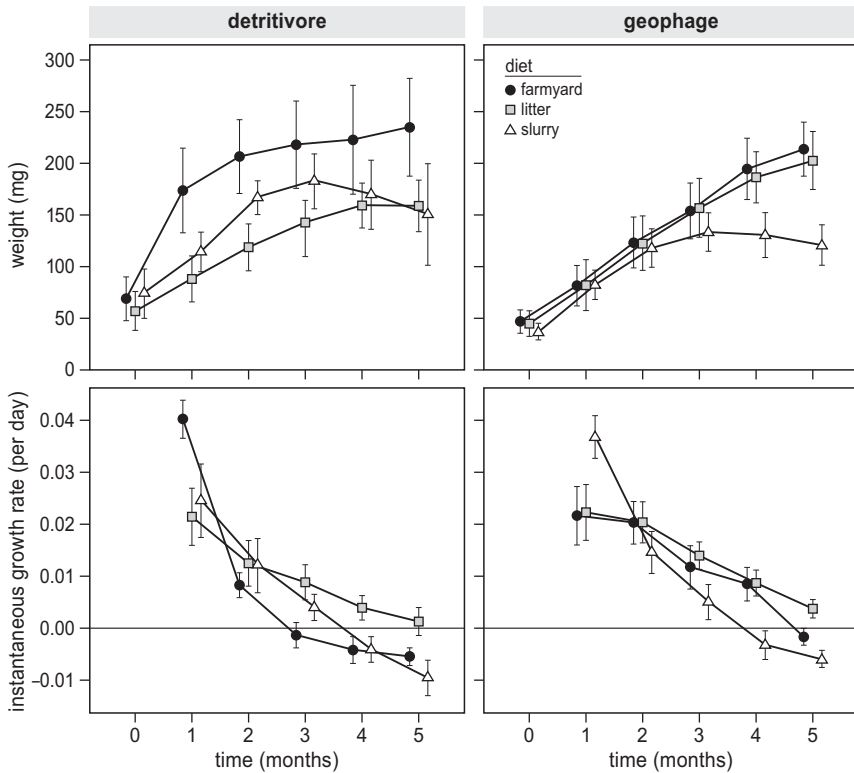 detritivore
geophage
weight (mg)
300
250
200
150
100
50
0
diet
farmyard
litter
slurry
instantaneous growth rate (per day)
0.04
0.03
0.02
0.01
0.00
−0.01
0 1 2 3 4 5
time (months)
0 1 2 3 4 5
time (months)